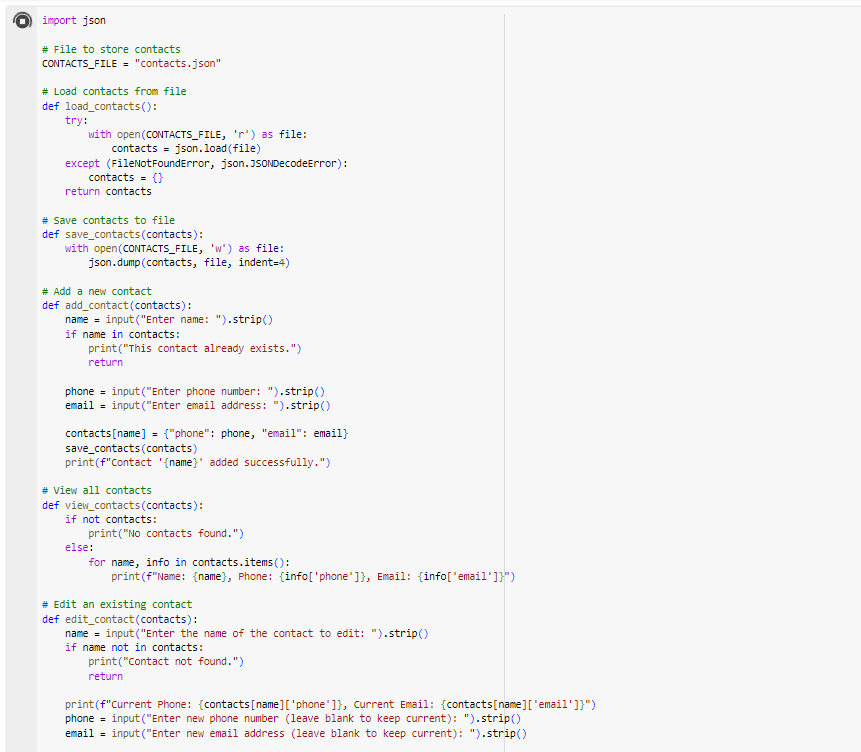 import json

# File to store contacts
CONTACTS_FILE = "contacts.json"

# Load contacts from file
def load_contacts():
    try:
        with open(CONTACTS_FILE, 'r') as file:
            contacts = json.load(file)
    except (FileNotFoundError, json.JSONDecodeError):
        contacts = {}
    return contacts

# Save contacts to file
def save_contacts(contacts):
    with open(CONTACTS_FILE, 'w') as file:
        json.dump(contacts, file, indent=4)

# Add a new contact
def add_contact(contacts):
    name = input("Enter name: ").strip()
    if name in contacts:
        print("This contact already exists.")
        return

    phone = input("Enter phone number: ").strip()
    email = input("Enter email address: ").strip()

    contacts[name] = {"phone": phone, "email": email}
    save_contacts(contacts)
    print(f"Contact '{name}' added successfully.")

# View all contacts
def view_contacts(contacts):
    if not contacts:
        print("No contacts found.")
    else:
        for name, info in contacts.items():
            print(f"Name: {name}, Phone: {info['phone']}, Email: {info['email']}")

# Edit an existing contact
def edit_contact(contacts):
    name = input("Enter the name of the contact to edit: ").strip()
    if name not in contacts:
        print("Contact not found.")
        return

    print(f"Current Phone: {contacts[name]['phone']}, Current Email: {contacts[name]['email']}")
    phone = input("Enter new phone number (leave blank to keep current): ").strip()
    email = input("Enter new email address (leave blank to keep current): ").strip()